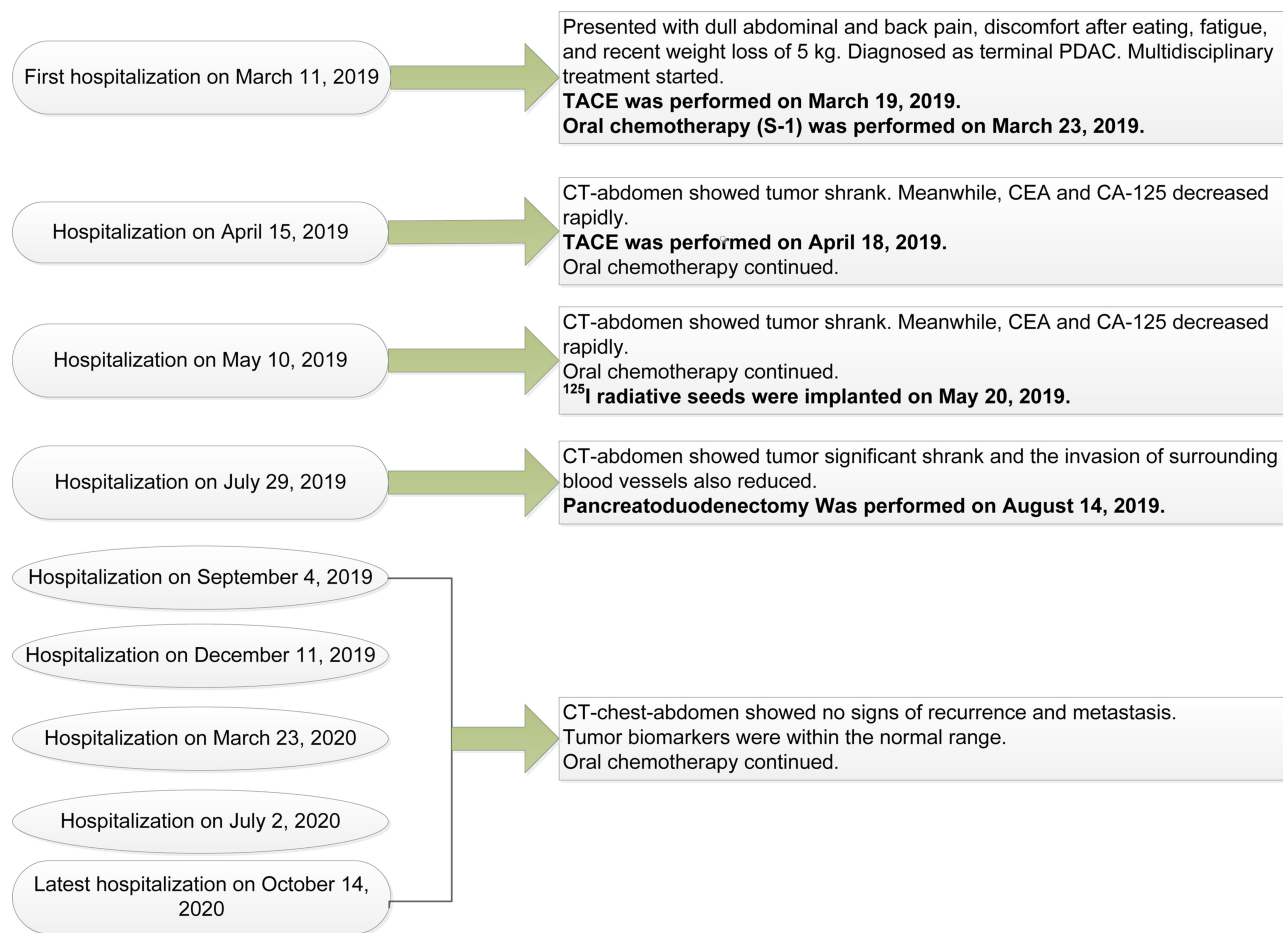 First hospitalization on March 11, 2019
Presented with dull abdominal and back pain, discomfort after eating, fatigue,
and recent weight loss of 5 kg. Diagnosed as terminal PDAC. Multidisciplinary
treatment started.
TACE was performed on March 19, 2019.
Oral chemotherapy (S-1) was performed on March 23, 2019.
Hospitalization on April 15, 2019
CT-abdomen showed tumor shrank. Meanwhile, CEA and CA-125 decreased
rapidly.
TACE was performed on April 18, 2019.
Oral chemotherapy continued.
Hospitalization on May 10, 2019
CT-abdomen showed tumor shrank. Meanwhile, CEA and CA-125 decreased
rapidly.
Oral chemotherapy continued.
¹²⁵I radiative seeds were implanted on May 20, 2019.
Hospitalization on July 29, 2019
CT-abdomen showed tumor significant shrank and the invasion of surrounding
blood vessels also reduced.
Pancreatoduodenectomy Was performed on August 14, 2019.
Hospitalization on September 4, 2019
Hospitalization on December 11, 2019
Hospitalization on March 23, 2020
Hospitalization on July 2, 2020
Latest hospitalization on October 14,
2020
CT-chest-abdomen showed no signs of recurrence and metastasis.
Tumor biomarkers were within the normal range.
Oral chemotherapy continued.